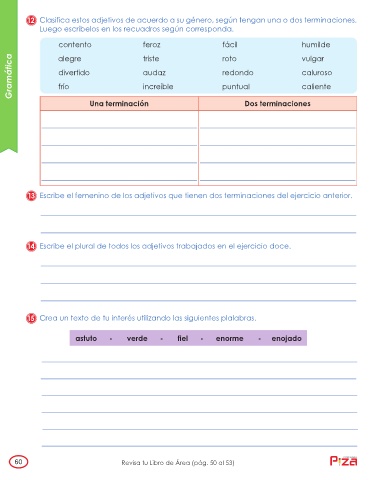 Gramática
12 Clasifica estos adjetivos de acuerdo a su género, según tengan una o dos terminaciones.
Luego escríbelos en los recuadros según corresponda.
contento feroz fácil humilde
alegre triste roto vulgar
divertido audaz redondo caluroso
frío increíble puntual caliente
Una terminación Dos terminaciones
13 Escribe el femenino de los adjetivos que tienen dos terminaciones del ejercicio anterior.
14 Escribe el plural de todos los adjetivos trabajados en el ejercicio doce.
15 Crea un texto de tu interés utilizando las siguientes plalabras.
astuto - verde - fiel - enorme - enojado
60 Revisa tu Libro de Área (pág. 50 al 53)